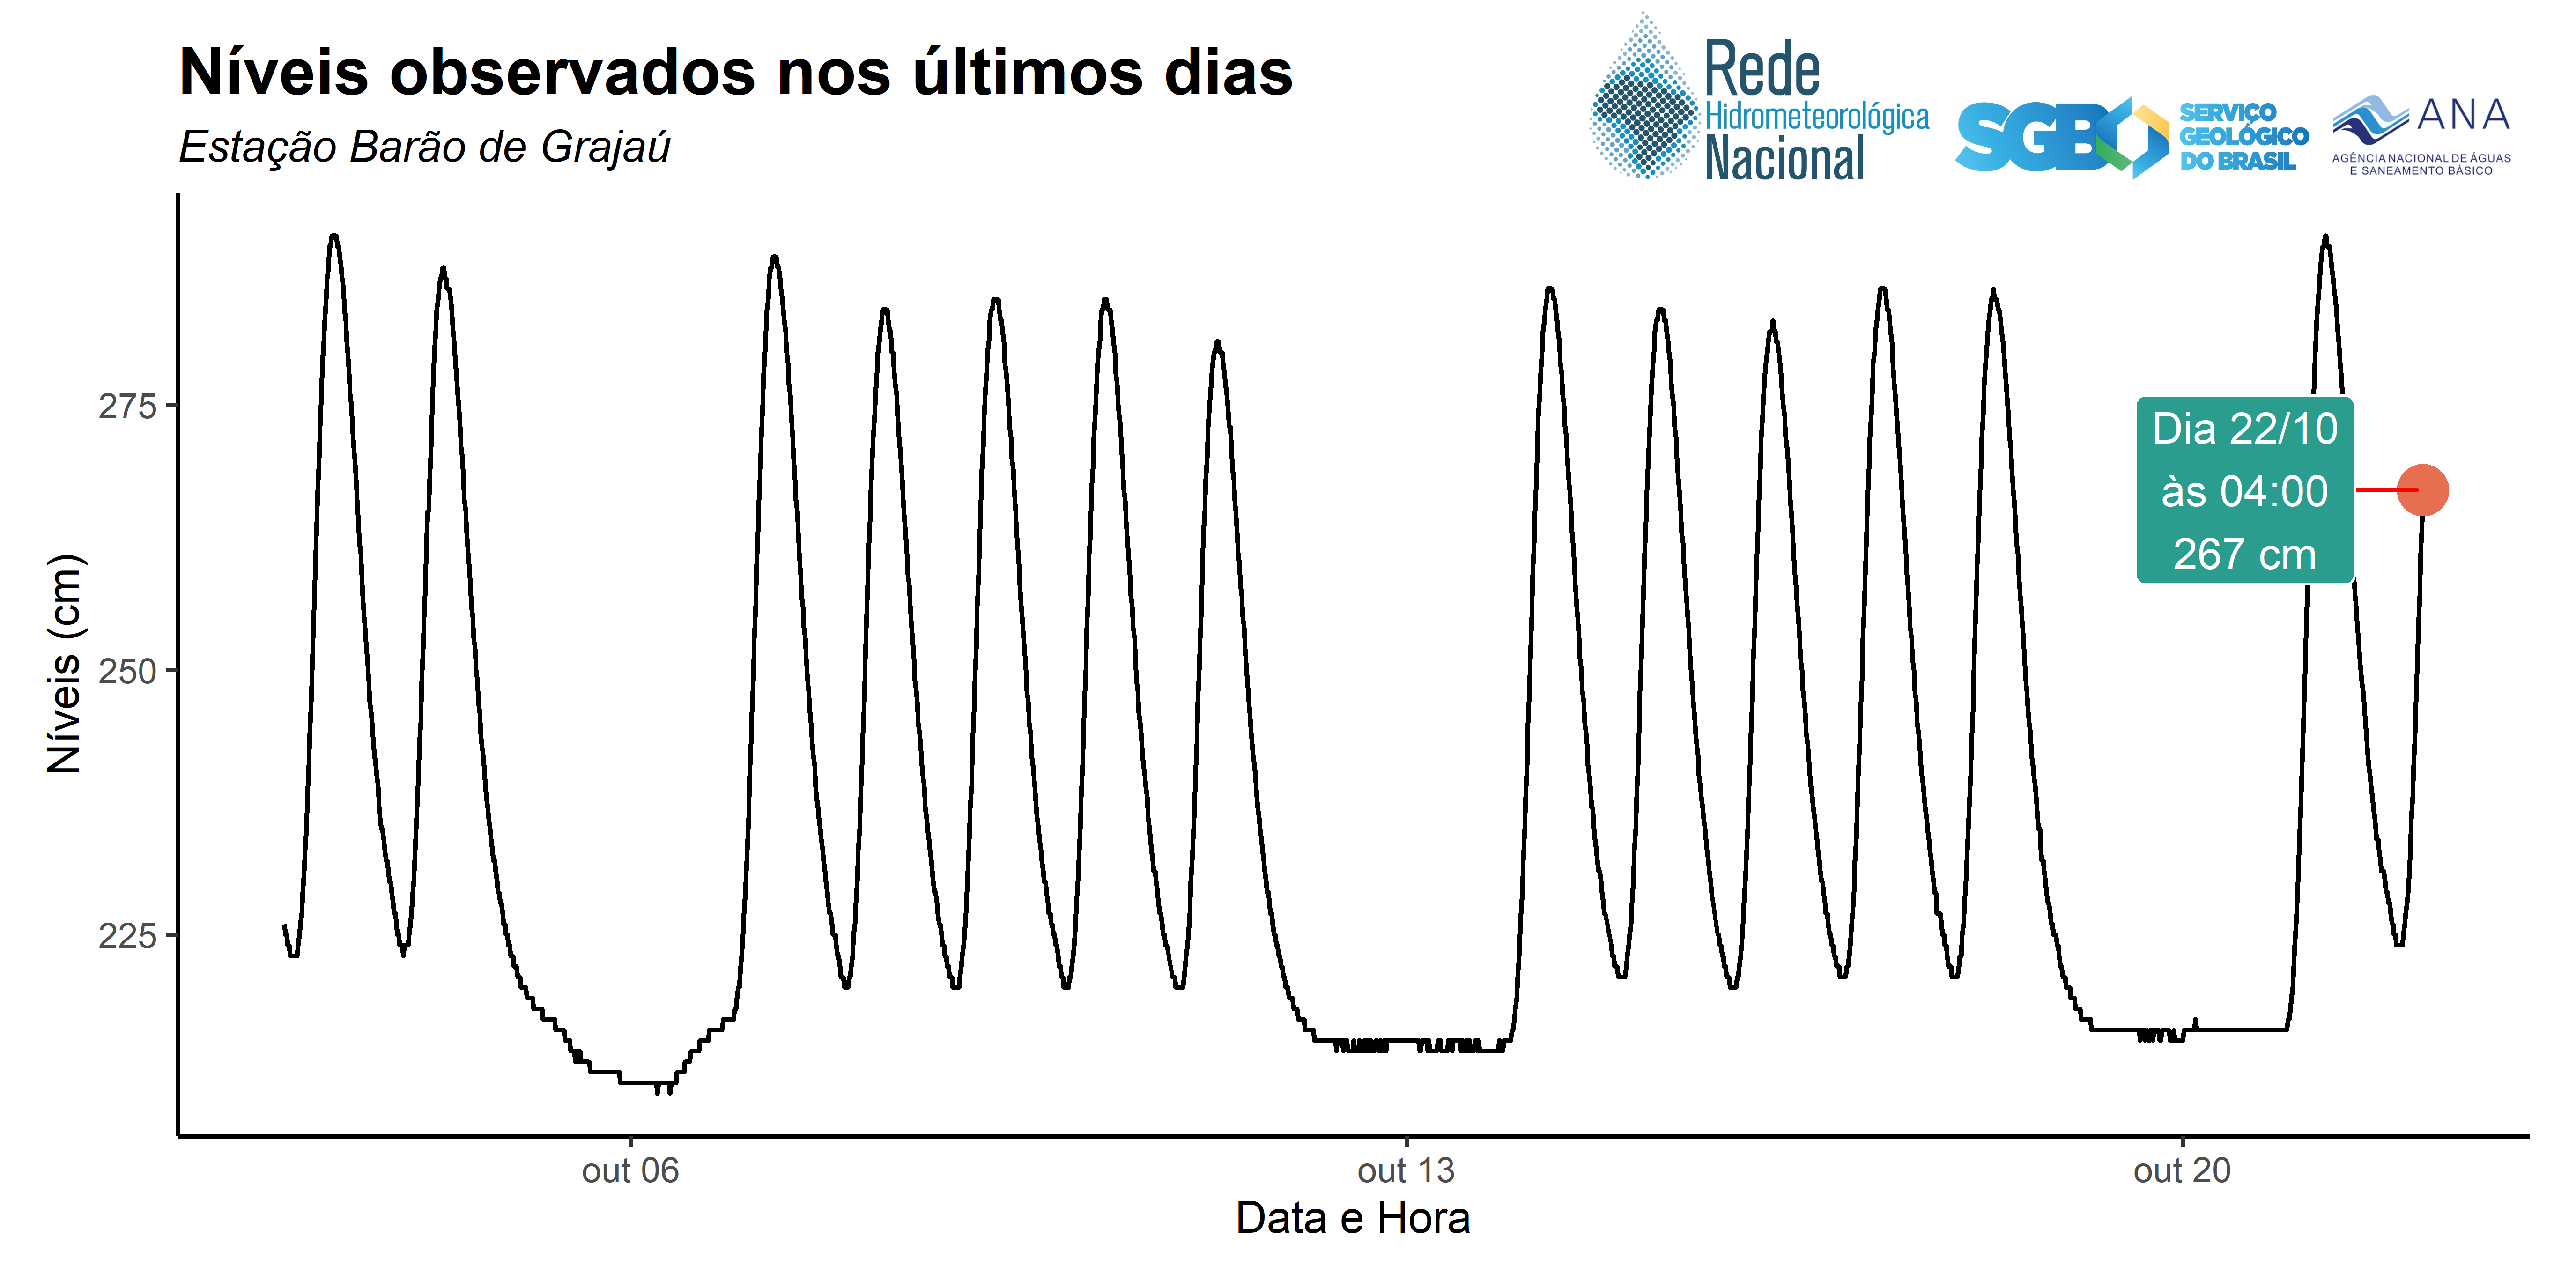 Níveis observados nos últimos dias
Estação Barão de Grajaú
Rede
Hidrometeorológica
Nacional
SGB
SERVIÇO
GEOLÓGICO
DO BRASIL
ANA
AGÊNCIA NACIONAL DE ÁGUAS
E SANEAMENTO BÁSICO
Níveis (cm)
275
250
225
Dia 22/10
às 04:00
267 cm
out 06
out 13
out 20
Data e Hora